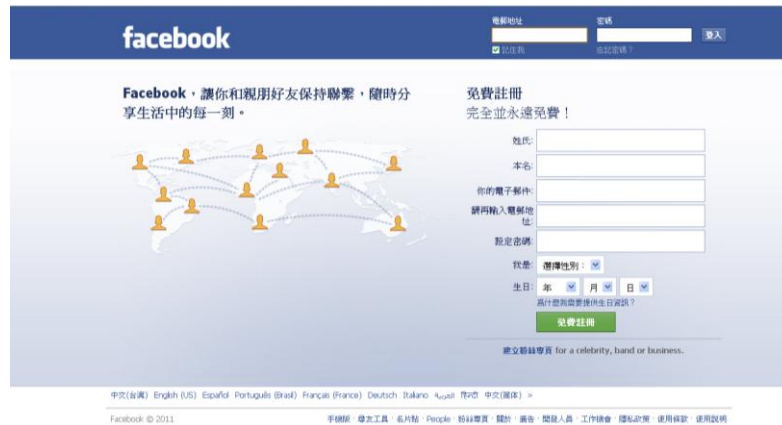 facebook
電郵地址
密碼
登入
記住我
忘記密碼？
Facebook，讓你和親朋好友保持聯繫，隨時分
享生活中的每一刻。
免費註冊
完全並永遠免費！
姓氏:
本名:
你的電子郵件:
請再輸入電郵地
址:
設定密碼:
我是: 選擇性別：
生日: 年 月 日
為什麼我需要提供生日資訊？
免費註冊
建立粉絲專頁 for a celebrity, band or business.
中文(台灣) English (US) Español Português (Brasil) Français (France) Deutsch Italiano العربية हिन्दी 中文(简体) »
Facebook © 2011
手機版 · 尋友工具 · 名片貼 · People · 粉絲專頁 · 關於 · 廣告 · 開發人員 · 工作機會 · 隱私政策 · 使用條款 · 使用說明